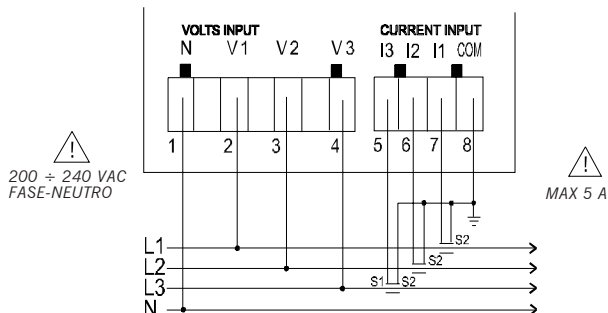 VOLTS INPUT CURRENT INPUT
N V1 V2 V3 I3 I2 I1 COM
1 2 3 4 5 6 7 8
200 ÷ 240 VAC
FASE-NEUTRO
!
!
MAX 5 A
L1 S2
L2 S2
L3 S1 S2
N